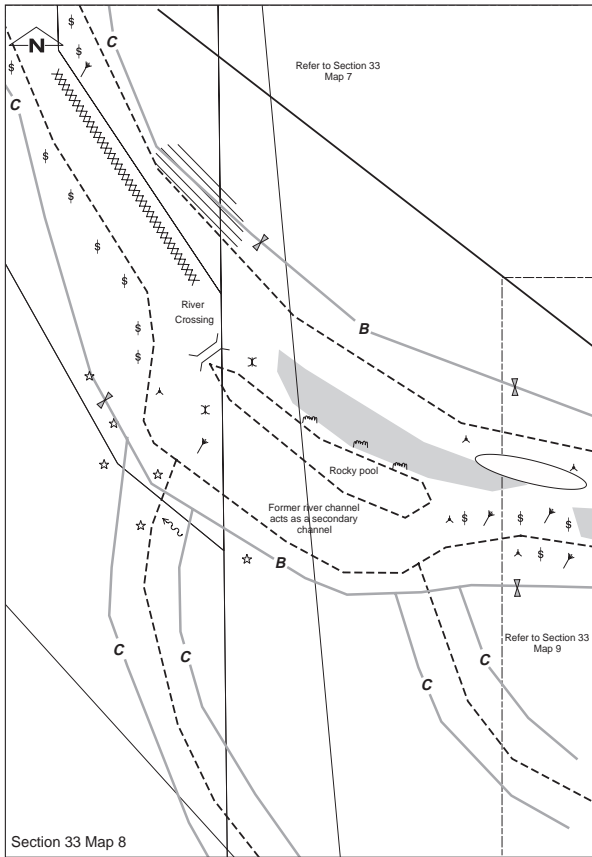 N
C
C
Refer to Section 33
Map 7
River
Crossing
B
Rocky pool
Former river channel
acts as a secondary
channel
B
C
C
C
C
Refer to Section 33
Map 9
Section 33 Map 8